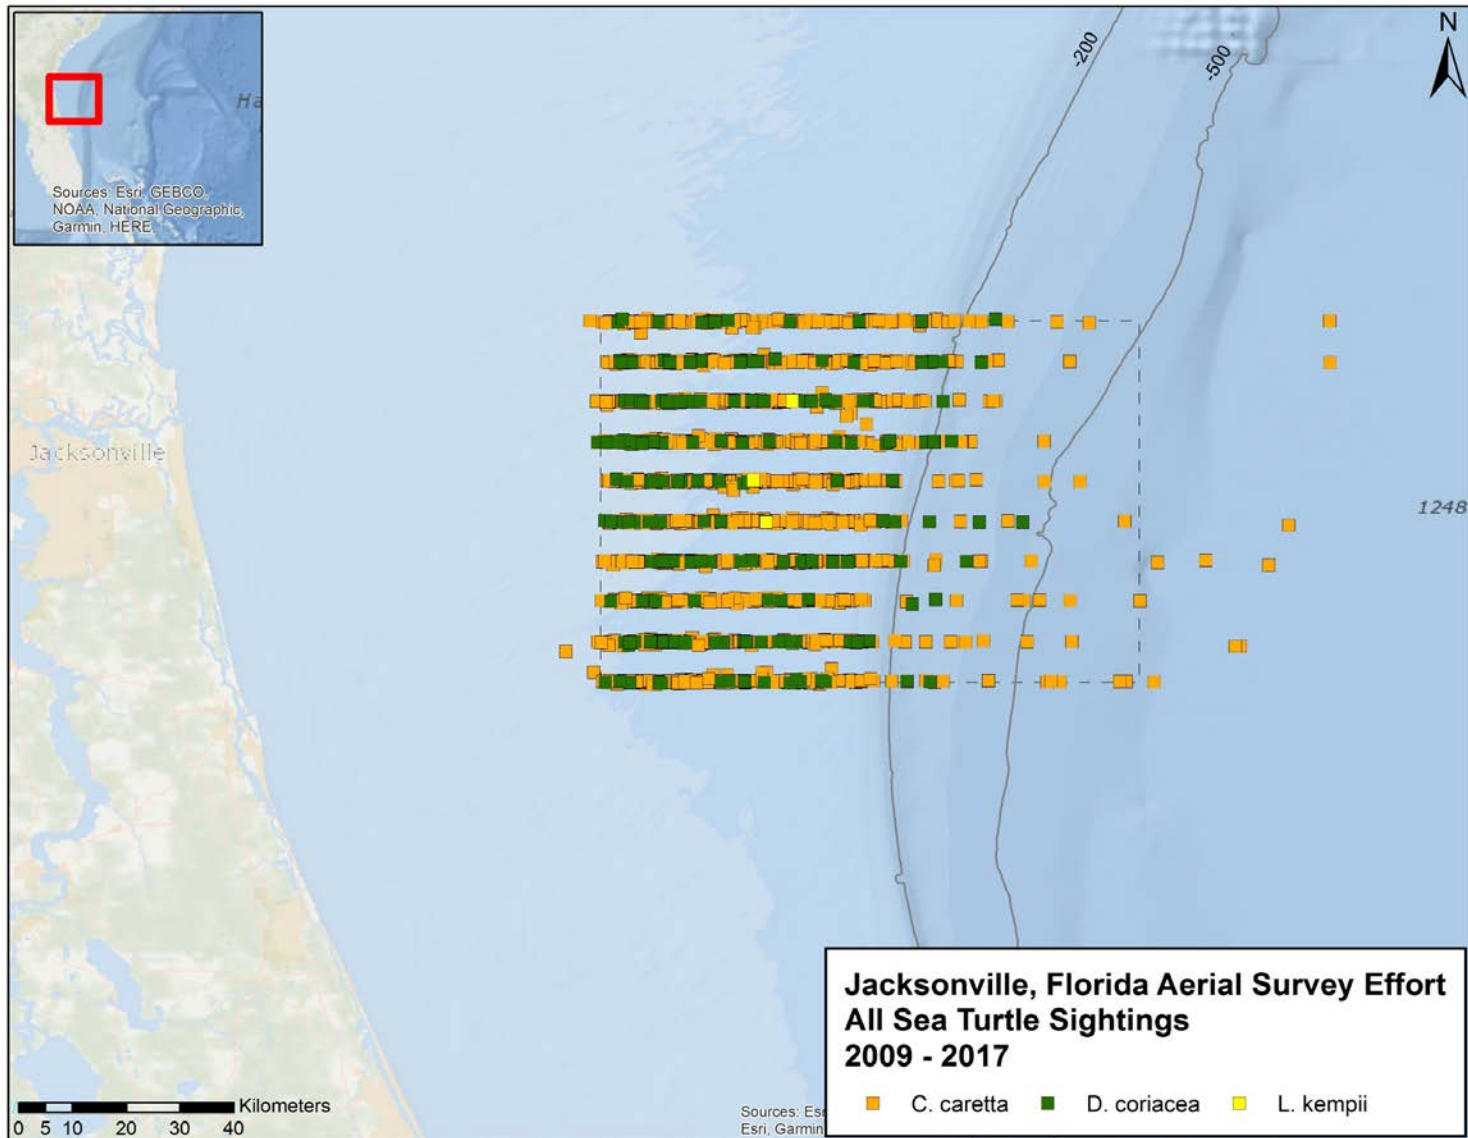 Ha
Sources: Esri, GEBCO,
NOAA, National Geographic,
Garmin, HERE.
-200
-500
N
Jacksonville
1248
Jacksonville, Florida Aerial Survey Effort
All Sea Turtle Sightings
2009 - 2017
C. caretta D. coriacea L. kempii
Kilometers
0 5 10 20 30 40
Sources: Esr
Esri, Garmin